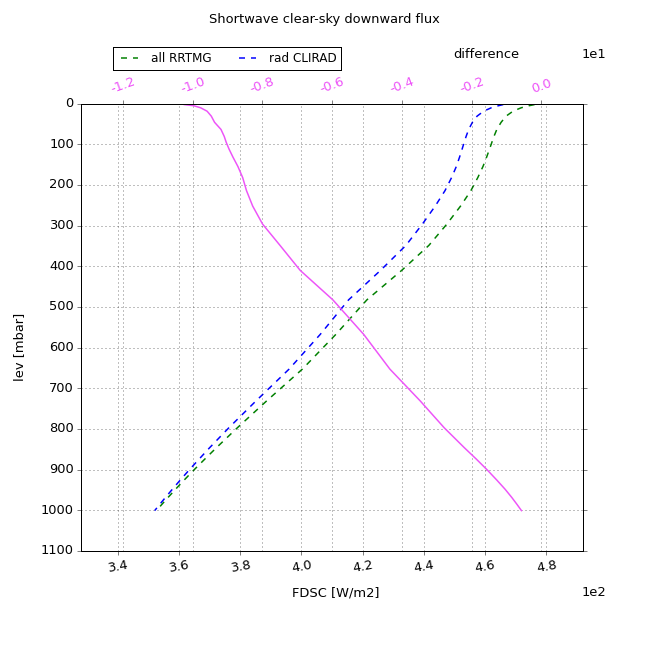 Shortwave clear-sky downward flux
all RRTMG rad CLIRAD difference 1e1
-1.2 -1.0 -0.8 -0.6 -0.4 -0.2 0.0
0
100
200
300
400
500
600
700
800
900
1000
1100
lev [mbar]
3.4 3.6 3.8 4.0 4.2 4.4 4.6 4.8
FDSC [W/m2] 1e2